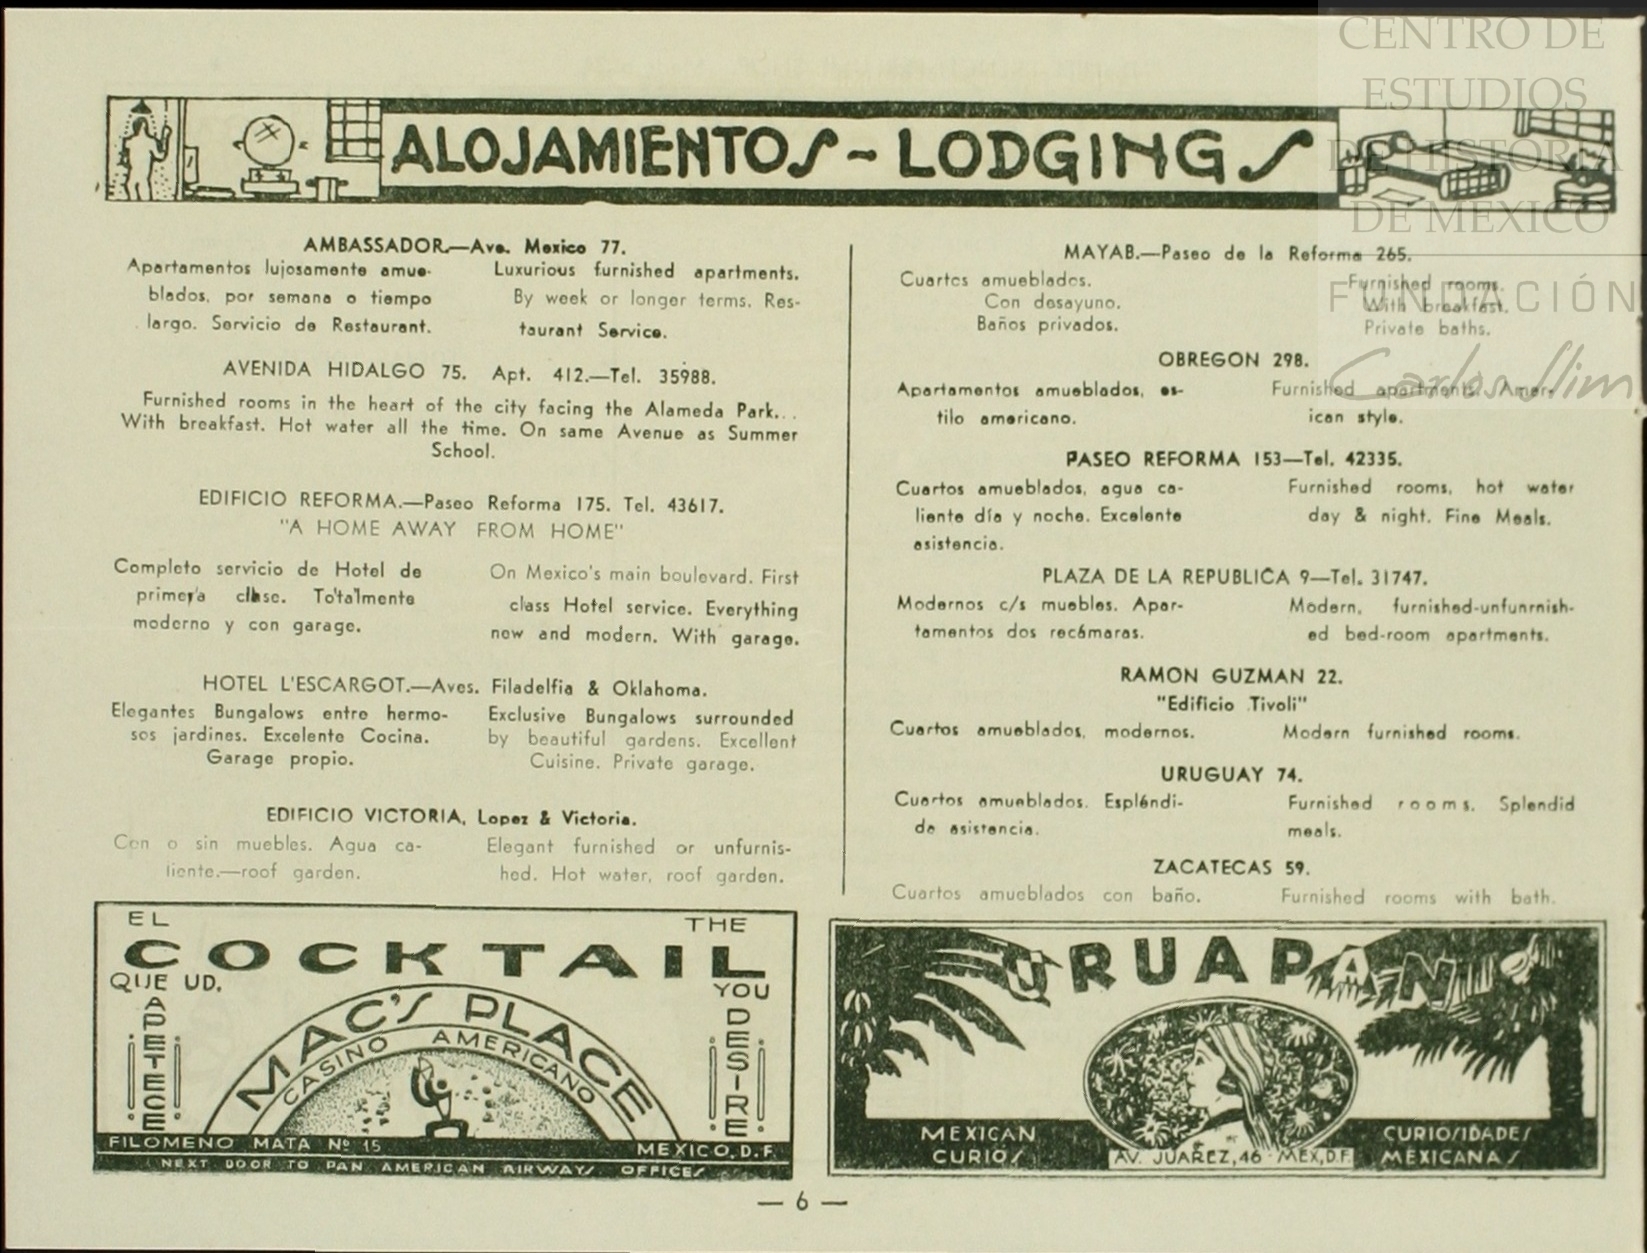 CENTRO DE
ESTUDIOS
DE HISTORIA
DE MEXICO
FUNDACIÓN
Carlos Slim
ALOJAMIENTOS ~ LODGINGS
AMBASSADOR.—Ave. Mexico 77.
Apartamentos lujosamente amue-
blados, por semana o tiempo
largo. Servicio de Restaurant.
Luxurious furnished apartments.
By week or longer terms. Res-
taurant Service.
AVENIDA HIDALGO 75. Apt. 412.—Tel. 35988.
Furnished rooms in the heart of the city facing the Alameda Park...
With breakfast. Hot water all the time. On same Avenue as Summer
School.
EDIFICIO REFORMA.—Paseo Reforma 175. Tel. 43617.
"A HOME AWAY FROM HOME"
Completo servicio de Hotel de
primera clase. Totalmente
moderno y con garage.
On Mexico's main boulevard. First
class Hotel service. Everything
new and modern. With garage.
HOTEL L'ESCARGOT.—Aves. Filadelfia & Oklahoma.
Elegantes Bungalows entre hermo-
sos jardines. Excelente Cocina.
Garage propio.
Exclusive Bungalows surrounded
by beautiful gardens. Excellent
Cuisine. Private garage.
EDIFICIO VICTORIA, Lopez & Victoria.
Con o sin muebles. Agua ca-
liente.—roof garden.
Elegant furnished or unfurnis-
hed. Hot water, roof garden.
MAYAB.—Paseo de la Reforma 265.
Cuartos amueblados.
Con desayuno.
Baños privados.
Furnished rooms.
With breakfast.
Private baths.
OBREGON 298.
Apartamentos amueblados, es-
tilo americano.
Furnished apartments. Amer-
ican style.
PASEO REFORMA 153—Tel. 42335.
Cuartos amueblados, agua ca-
liente día y noche. Excelente
asistencia.
Furnished rooms, hot water
day & night. Fine Meals.
PLAZA DE LA REPUBLICA 9—Tel. 31747.
Modernos c/s muebles. Apar-
tamentos dos recámaras.
Modern, furnished-unfunrnish-
ed bed-room apartments.
RAMON GUZMAN 22.
"Edificio Tivoli"
Cuartos amueblados, modernos.
Modern furnished rooms.
URUGUAY 74.
Cuartos amueblados. Espléndi-
da asistencia.
Furnished rooms. Splendid
meals.
ZACATECAS 59.
Cuartos amueblados con baño.
Furnished rooms with bath.
EL
THE
COCKTAIL
QUE UD.
APETECE
YOU
DESIRE
MAC'S PLACE
CASINO AMERICANO
FILOMENO MATA Nº 15
MEXICO, D.F.
NEXT DOOR TO PAN AMERICAN AIRWAYS OFFICES
URUAPAN
MEXICAN
CURIOS
AV. JUAREZ, 46 - MEX, D.F.
CURIOSIDADES
MEXICANAS
— 6 —